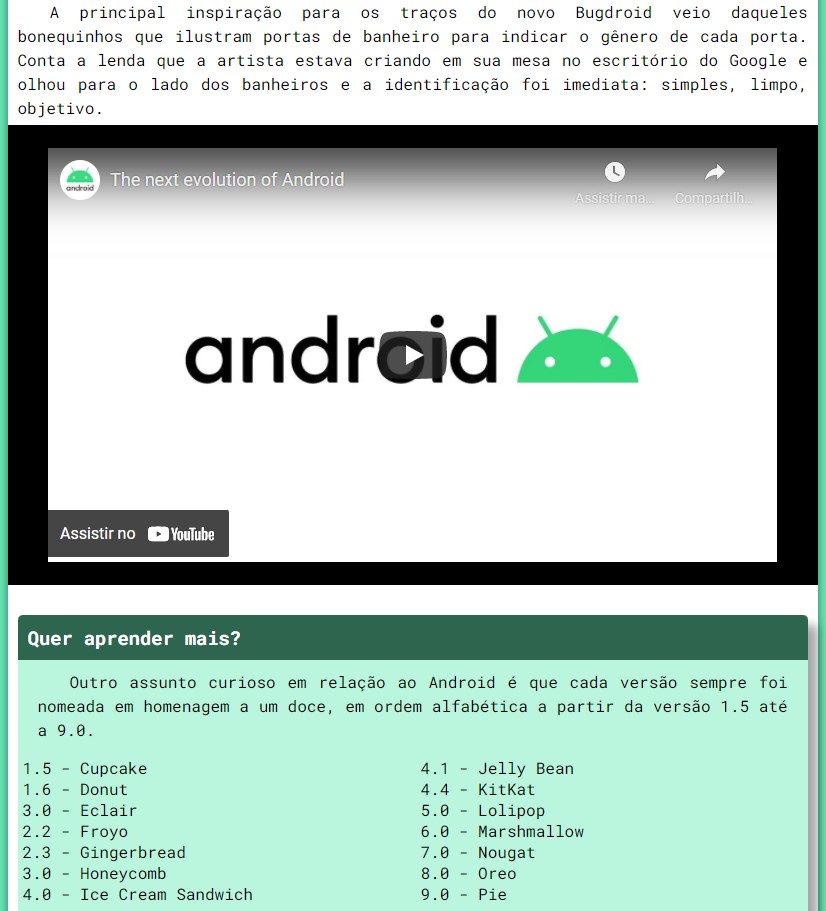 A principal inspiração para os traços do novo Bugdroid veio daqueles
bonequinhos que ilustram portas de banheiro para indicar o gênero de cada porta.
Conta a lenda que a artista estava criando em sua mesa no escritório do Google e
olhou para o lado dos banheiros e a identificação foi imediata: simples, limpo,
objetivo.
android
The next evolution of Android
Assistir ma...
Compartilh...
android
Assistir no YouTube
Quer aprender mais?
Outro assunto curioso em relação ao Android é que cada versão sempre foi
nomeada em homenagem a um doce, em ordem alfabética a partir da versão 1.5 até
a 9.0.
1.5 - Cupcake
1.6 - Donut
3.0 - Eclair
2.2 - Froyo
2.3 - Gingerbread
3.0 - Honeycomb
4.0 - Ice Cream Sandwich
4.1 - Jelly Bean
4.4 - KitKat
5.0 - Lolipop
6.0 - Marshmallow
7.0 - Nougat
8.0 - Oreo
9.0 - Pie